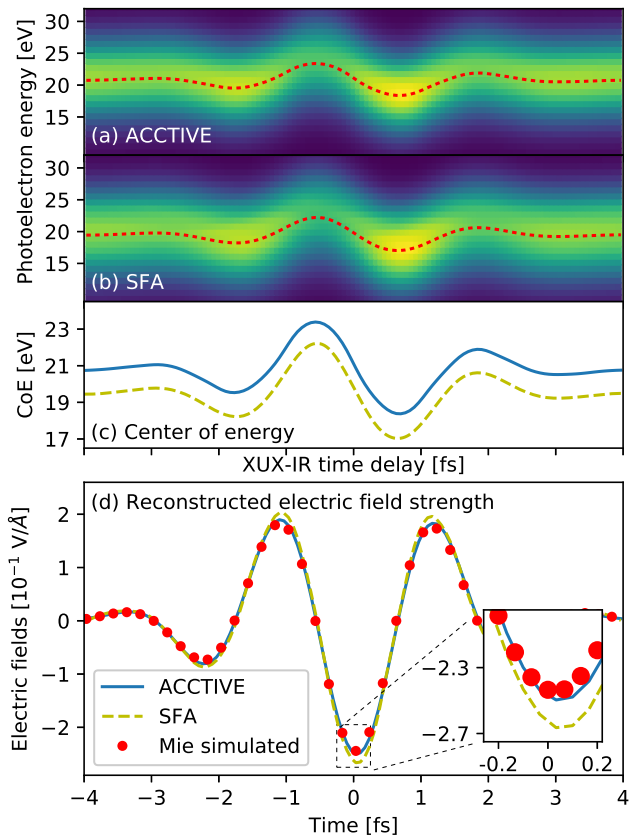 30
25
20
15
(a) ACCTIVE
30
25
20
15
(b) SFA
Photoelectron energy [eV]
23
21
19
17
CoE [eV]
(c) Center of energy
XUX-IR time delay [fs]
(d) Reconstructed electric field strength
2
1
0
−1
−2
Electric fields [10⁻¹ V/Å]
ACCTIVE
SFA
Mie simulated
−2.3
−2.7
-0.2
0
0.2
−4
−3
−2
−1
0
1
2
3
4
Time [fs]